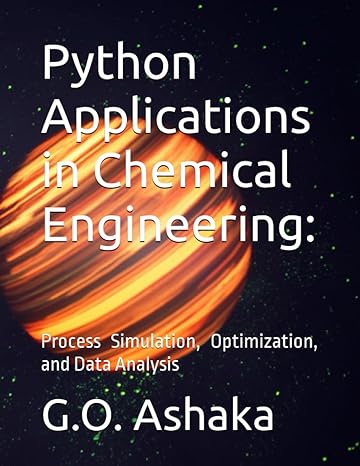 Python
Applications
in Chemical
Engineering:
Process Simulation, Optimization,
and Data Analysis
G.O. Ashaka